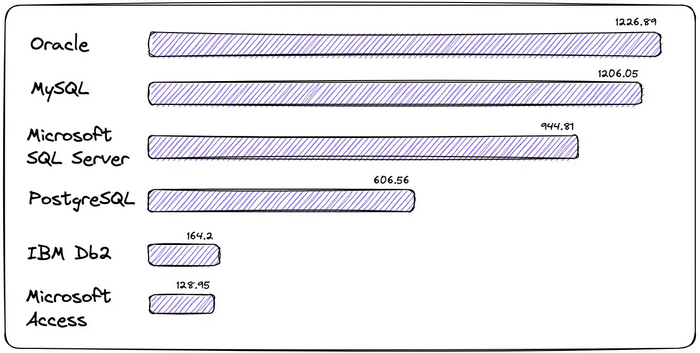 Oracle
1226.89
MySQL
1206.05
Microsoft
SQL Server
944.81
PostgreSQL
606.56
IBM Db2
164.2
Microsoft
Access
128.95